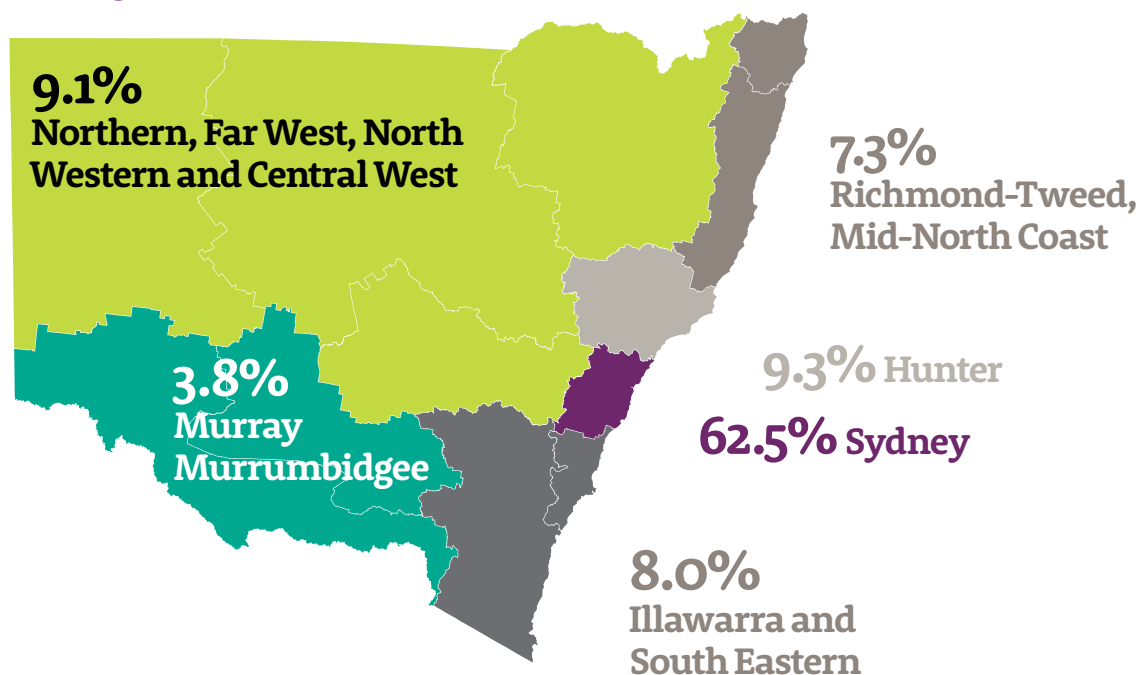 9.1%
Northern, Far West, North
Western and Central West
7.3%
Richmond-Tweed,
Mid-North Coast
3.8%
Murray
Murrumbidgee
9.3% Hunter
62.5% Sydney
8.0%
Illawarra and
South Eastern